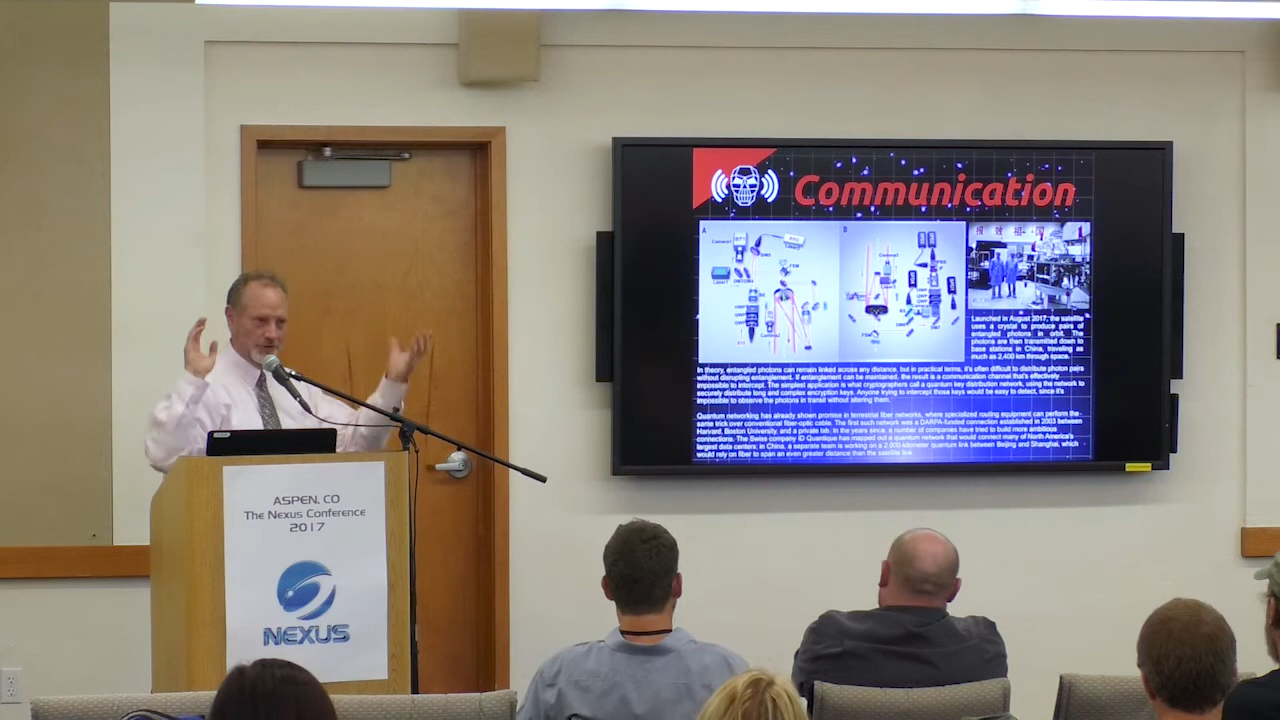 Communication
A
B
Camera1
Laser1
FSM
Camera2
报效祖国
Launched in August 2017, the satellite
uses a crystal to produce pairs of
entangled photons in orbit. The
photons are then transmitted down to
base stations in China, traveling as
much as 2,400 km through space.
In theory, entangled photons can remain linked across any distance, but in practical terms, it's often difficult to distribute photon pairs
without disrupting entanglement. If entanglement can be maintained, the result is a communication channel that's effectively
impossible to intercept. The simplest application is what cryptographers call a quantum key distribution network, using the network to
securely distribute long and complex encryption keys. Anyone trying to intercept those keys would be easy to detect, since it's
impossible to observe the photons in transit without altering them.
Quantum networking has already shown promise in terrestrial fiber networks, where specialized routing equipment can perform the
same trick over conventional fiber-optic cable. The first such network was a DARPA-funded connection established in 2003 between
Harvard, Boston University, and a private lab. In the years since, a number of companies have tried to build more ambitious
connections. The Swiss company ID Quantique has mapped out a quantum network that would connect many of North America's
largest data centers; in China, a separate team is working on a 2,000-kilometer quantum link between Beijing and Shanghai, which
would rely on fiber to span an even greater distance than the satellite link.
ASPEN, CO
The Nexus Conference
2017
NEXUS